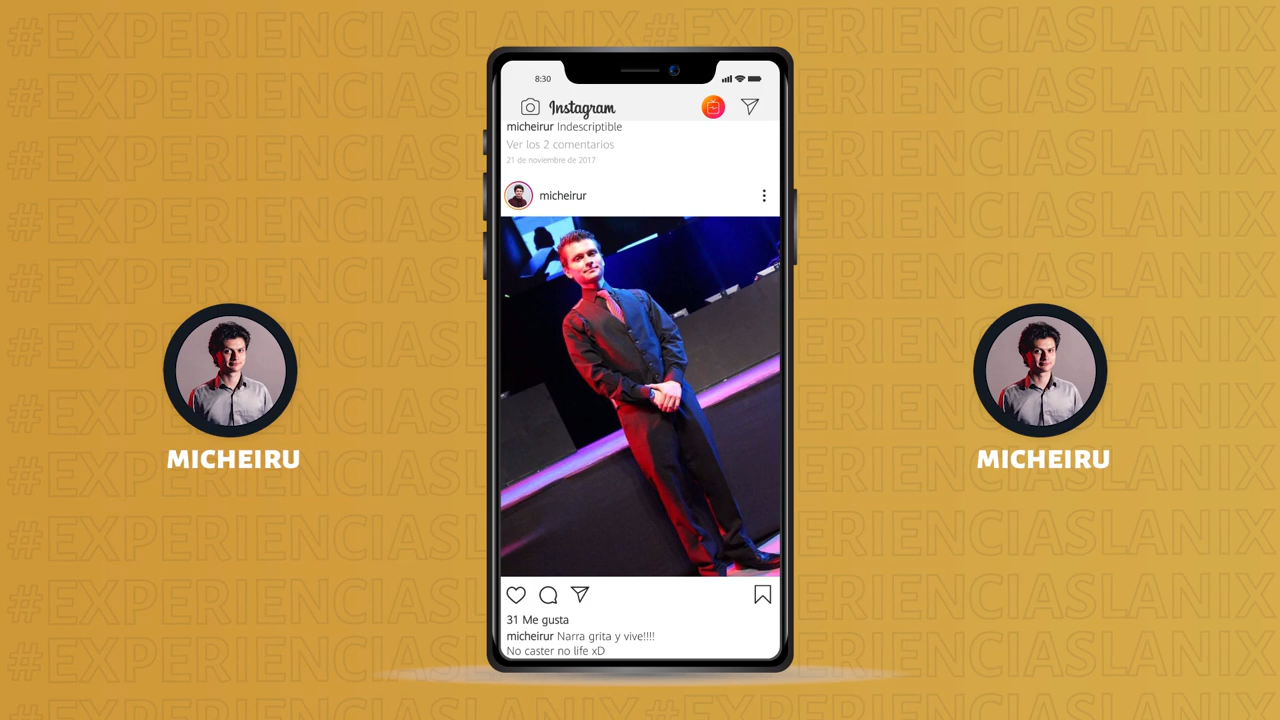 #EXPERIENCIASLANIX#EXPERIENCIASLANIX
8:30
Instagram
micheirur Indescriptible
Ver los 2 comentarios
21 de noviembre de 2017
micheirur
MICHEIRU
MICHEIRU
31 Me gusta
micheirur Narra grita y vive!!!!
No caster no life xD